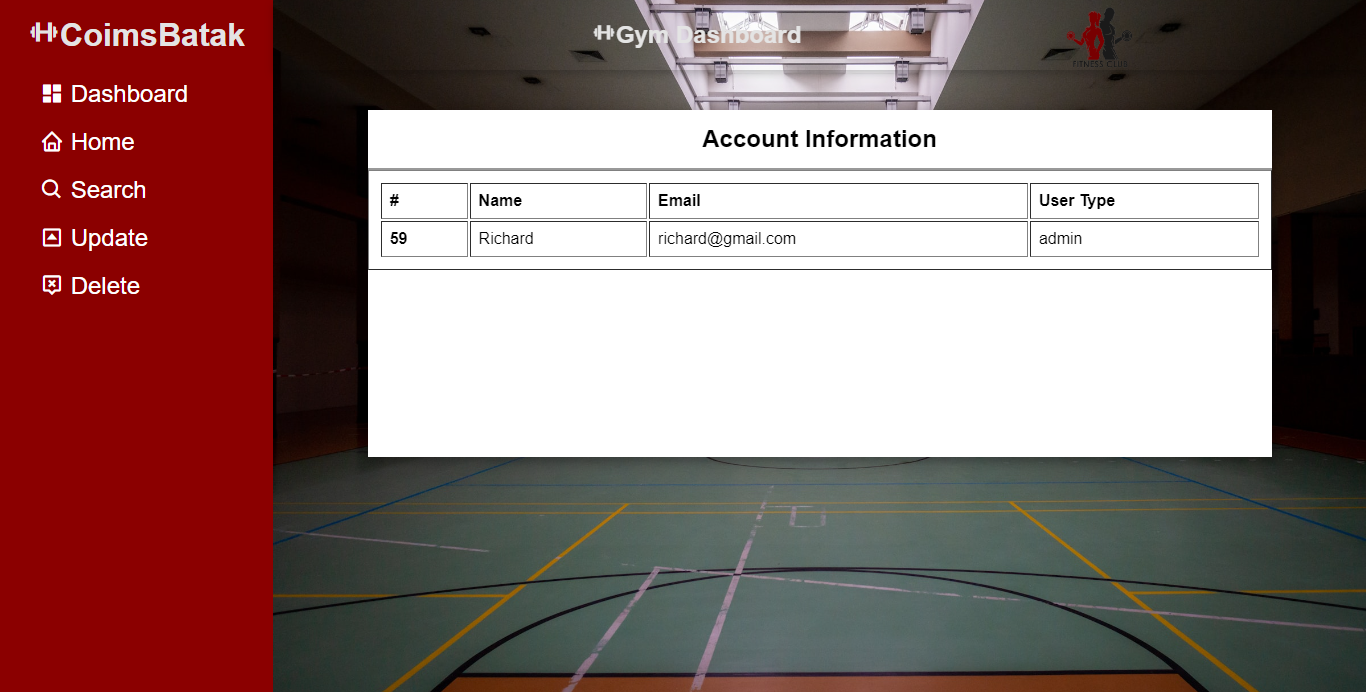 CoimsBatak
Dashboard
Home
Search
Update
Delete
Gym Dashboard
FITNESS CLUB
Account Information
# Name Email User Type
59 Richard richard@gmail.com admin